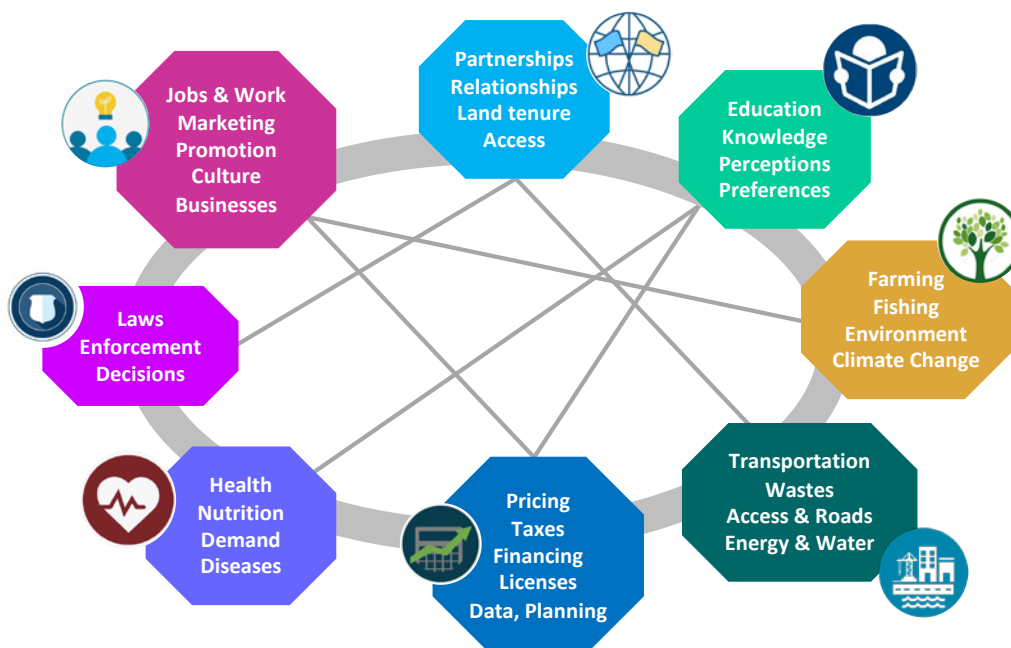 Jobs & Work
Marketing
Promotion
Culture
Businesses
Partnerships
Relationships
Land tenure
Access
Education
Knowledge
Perceptions
Preferences
Laws
Enforcement
Decisions
Farming
Fishing
Environment
Climate Change
Health
Nutrition
Demand
Diseases
Pricing
Taxes
Financing
Licenses
Data, Planning
Transportation
Wastes
Access & Roads
Energy & Water